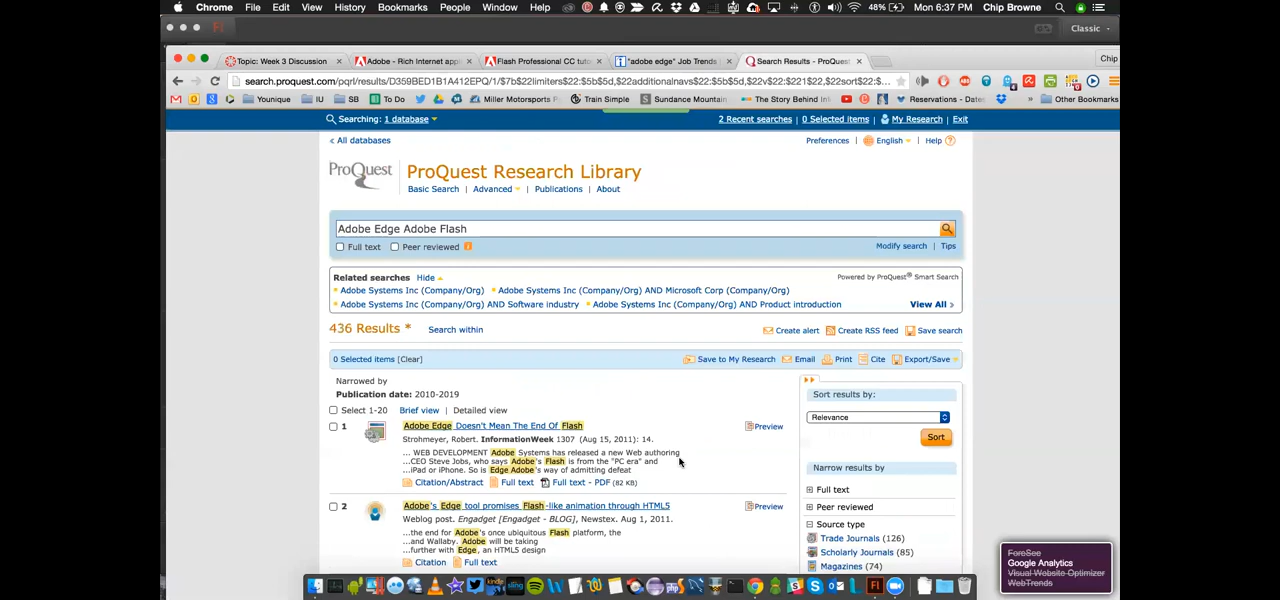 Chrome File Edit View History Bookmarks People Window Help 48% Mon 6:37 PM Chip Browne
Classic
Topic: Week 3 Discussion Adobe - Rich Internet appl Flash Professional CC tuto "adobe edge" Job Trends Search Results - ProQuest Chip
search.proquest.com/pqrl/results/D359BED1B1A412EPQ/1/$7b$22limiters$22:$5b$5d,$22additionalnavs$22:$5b$5d,$22v$22:$221$22,$22sort$22:$...
Younique IU SB To Do Miller Motorsports Train Simple Sundance Mountain The Story Behind Reservations - Dates » Other Bookmarks
Searching: 1 database 2 Recent searches 0 Selected items My Research Exit
< All databases Preferences English Help ?
ProQuest ProQuest Research Library
Basic Search Advanced Publications About
Adobe Edge Adobe Flash
Full text Peer reviewed i Modify search Tips
Related searches Hide Powered by ProQuest® Smart Search
Adobe Systems Inc (Company/Org) Adobe Systems Inc (Company/Org) AND Microsoft Corp (Company/Org)
Adobe Systems Inc (Company/Org) AND Software industry Adobe Systems Inc (Company/Org) AND Product introduction View All
436 Results * Search within Create alert Create RSS feed Save search
0 Selected items [Clear] Save to My Research Email Print Cite Export/Save
Narrowed by
Publication date: 2010-2019
Select 1-20 Brief view Detailed view
1 Adobe Edge Doesn't Mean The End Of Flash Preview
Strohmeyer, Robert. InformationWeek 1307 (Aug 15, 2011): 14.
... WEB DEVELOPMENT Adobe Systems has released a new Web authoring
...CEO Steve Jobs, who says Adobe's Flash is from the "PC era" and
...iPad or iPhone. So is Edge Adobe's way of admitting defeat
Citation/Abstract Full text Full text - PDF (82 KB)
2 Adobe's Edge tool promises Flash-like animation through HTML5 Preview
Weblog post. Engadget [Engadget - BLOG], Newstex. Aug 1, 2011.
...the end for Adobe's once ubiquitous Flash platform, the
...and Wallaby. Adobe will be taking
...further with Edge, an HTML5 design
Citation Full text
Sort results by:
Relevance
Sort
Narrow results by
Full text
Peer reviewed
Source type
Trade Journals (126)
Scholarly Journals (85)
Magazines (74)
ForeSee
Google Analytics
Visual Website Optimizer
WebTrends